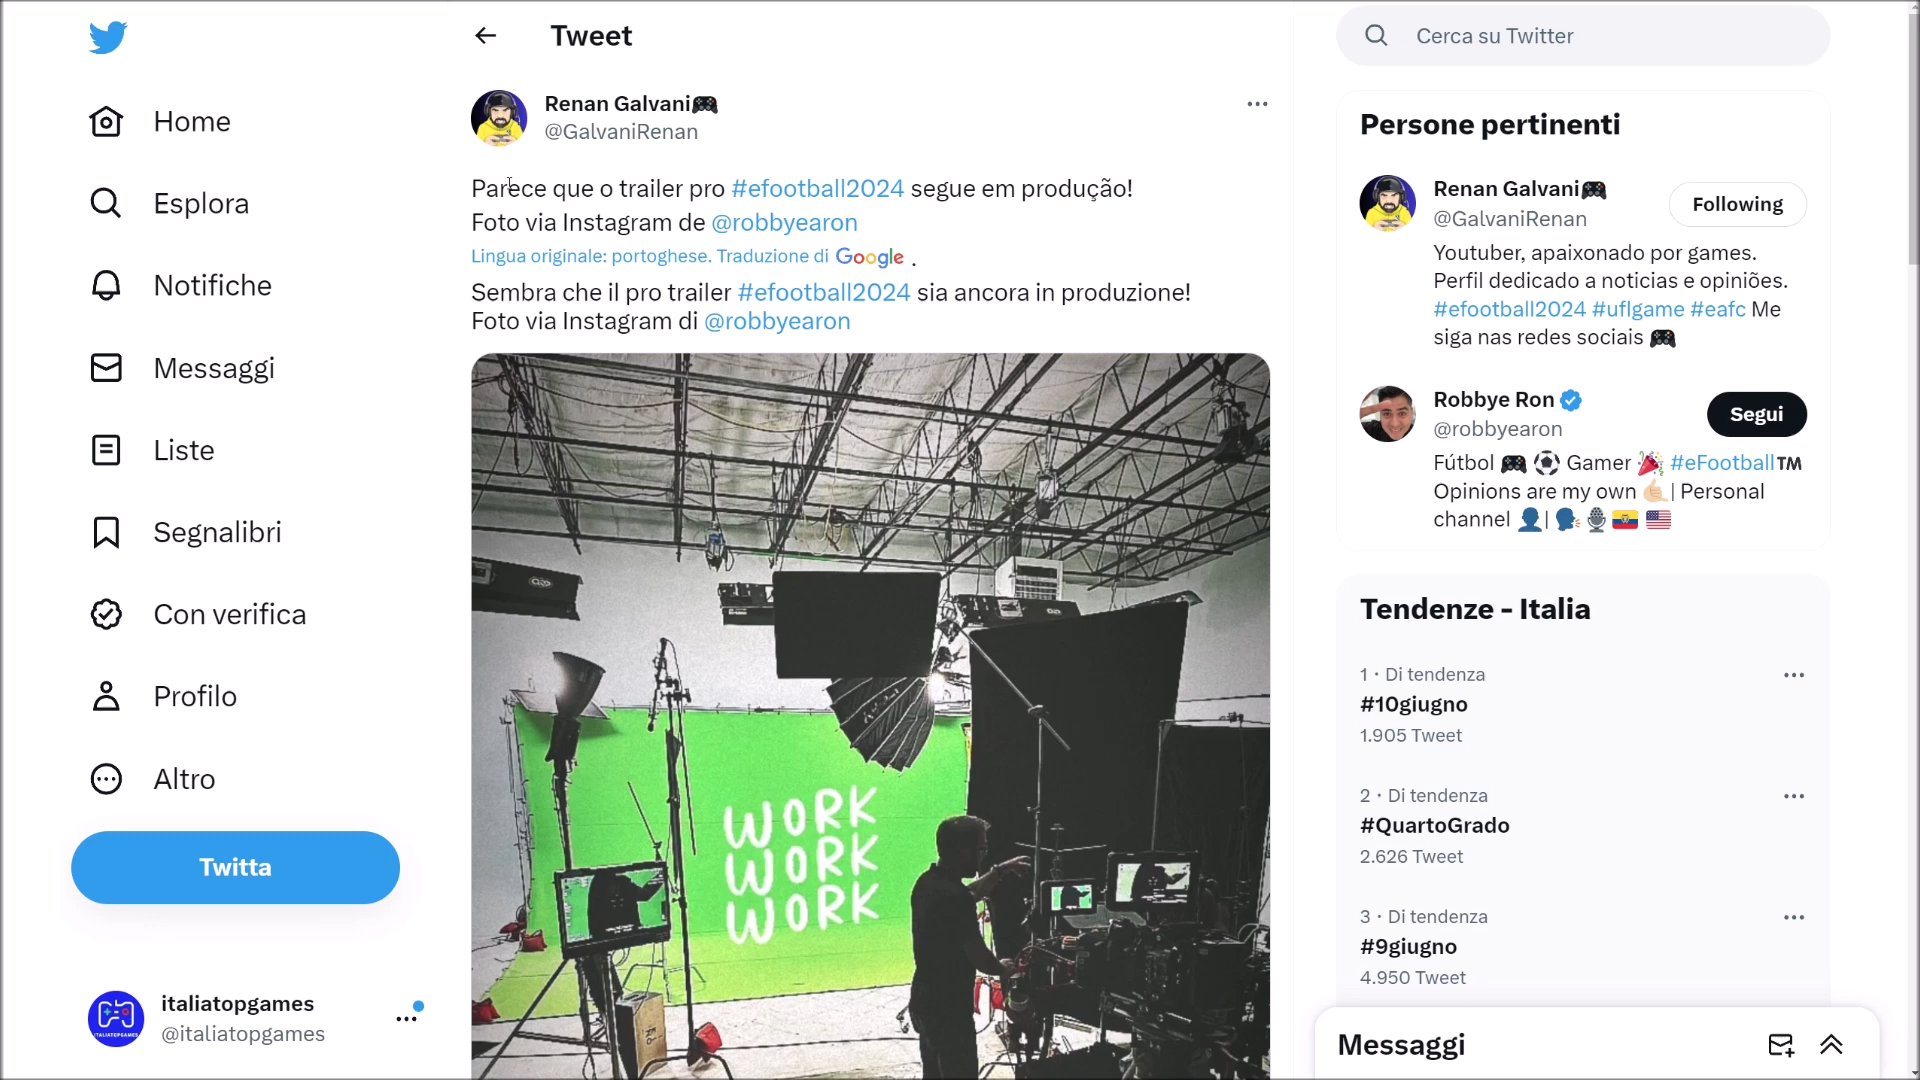 Home
Esplora
Notifiche
Messaggi
Liste
Segnalibri
Con verifica
Profilo
Altro
Twitta
italiatopgames
@italiatopgames
Tweet
Renan Galvani🎮
@GalvaniRenan
Parece que o trailer pro #efootball2024 segue em produção!
Foto via Instagram de @robbyearon
Lingua originale: portoghese. Traduzione di Google .
Sembra che il pro trailer #efootball2024 sia ancora in produzione!
Foto via Instagram di @robbyearon
WORK
WORK
WORK
Cerca su Twitter
Persone pertinenti
Renan Galvani🎮
@GalvaniRenan
Following
Youtuber, apaixonado por games.
Perfil dedicado a noticias e opiniões.
#efootball2024 #uflgame #eafc Me
siga nas redes sociais 🎮
Robbye Ron
@robbyearon
Segui
Fútbol 🎮 ⚽ Gamer 🎉 #eFootball™
Opinions are my own 🤙🏻| Personal
channel 👤| 🗣️ 🎙️ 🇪🇨 🇺🇸
Tendenze - Italia
1 · Di tendenza
#10giugno
1.905 Tweet
2 · Di tendenza
#QuartoGrado
2.626 Tweet
3 · Di tendenza
#9giugno
4.950 Tweet
Messaggi